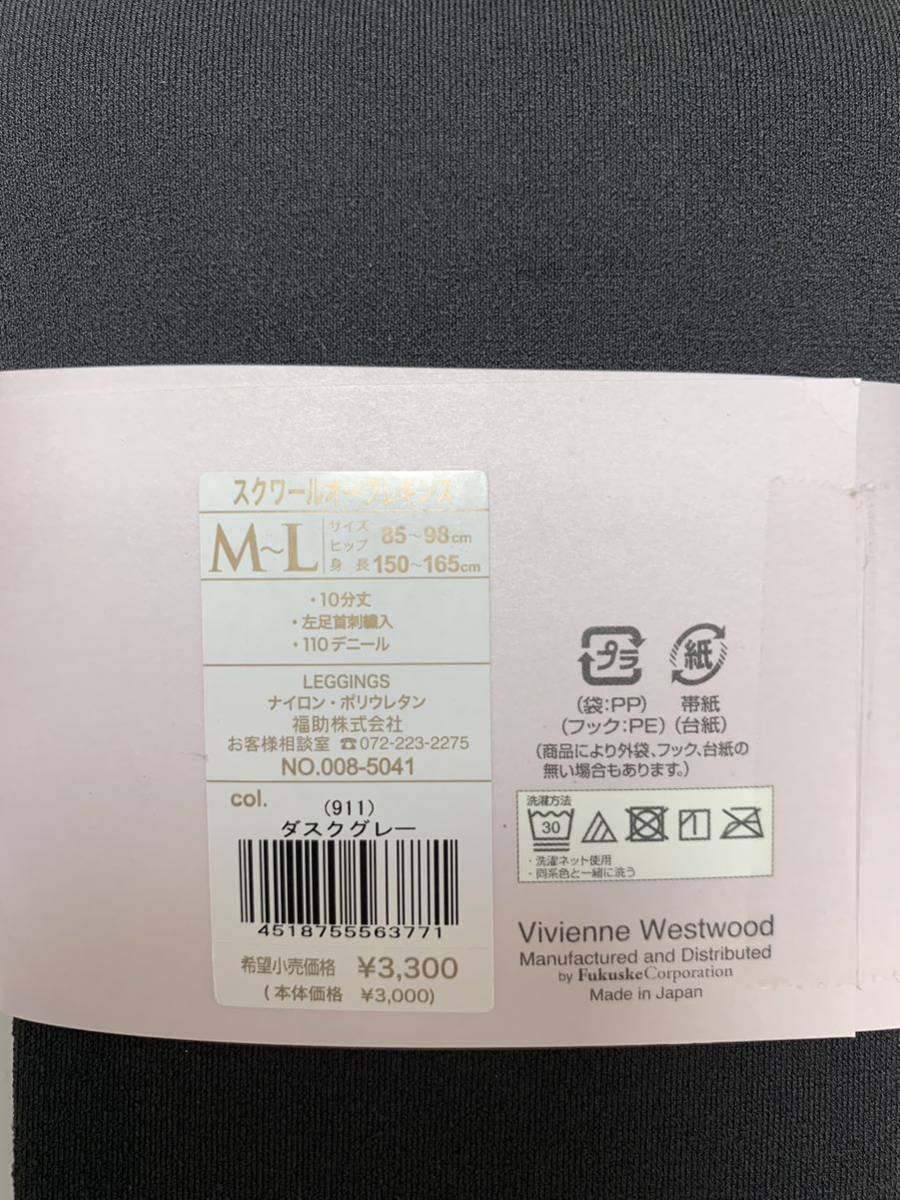 スクワールオーブレギンス
M~L
サイズ
ヒップ 85~98cm
身長 150~165cm
・10分丈
・左足首刺繍入
・110デニール
LEGGINGS
ナイロン・ポリウレタン
福助株式会社
お客様相談室 ☎072-223-2275
NO.008-5041
col.
(911)
ダスクグレー
4518755563771
希望小売価格 ¥3,300
(本体価格 ¥3,000)
プラ
紙
(袋:PP)
(フック:PE)
帯紙
(台紙)
(商品により外袋、フック、台紙の
無い場合もあります。)
洗濯方法
30
・洗濯ネット使用
・同系色と一緒に洗う
Vivienne Westwood
Manufactured and Distributed
by Fukuske Corporation
Made in Japan